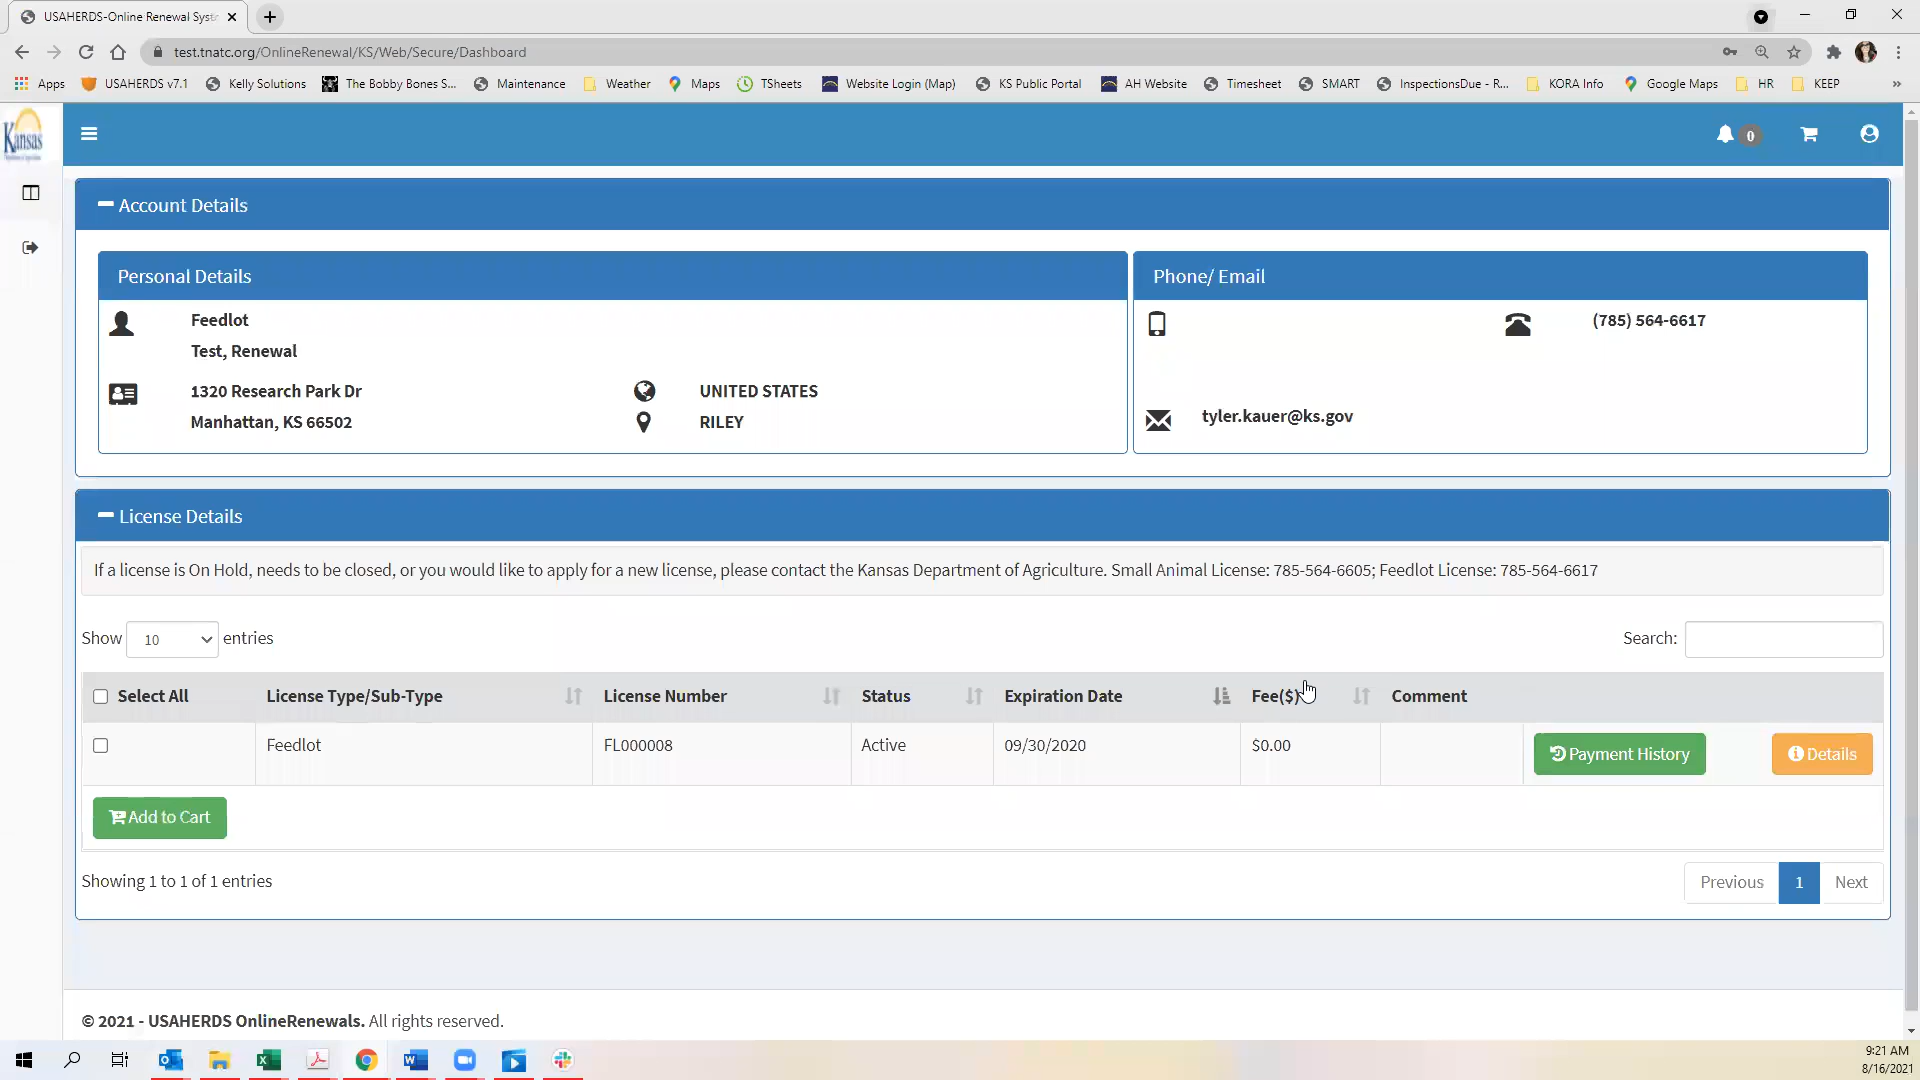 USAHERDS-Online Renewal Syst
test.tnatc.org/OnlineRenewal/KS/Web/Secure/Dashboard
Apps USAHERDS v7.1 Kelly Solutions The Bobby Bones S... Maintenance Weather Maps TSheets Website Login (Map) KS Public Portal AH Website Timesheet SMART InspectionsDue - R... KORA Info Google Maps HR KEEP
Kansas
0
Account Details
Personal Details
Phone/ Email
Feedlot
(785) 564-6617
Test, Renewal
1320 Research Park Dr
UNITED STATES
Manhattan, KS 66502
RILEY
tyler.kauer@ks.gov
License Details
If a license is On Hold, needs to be closed, or you would like to apply for a new license, please contact the Kansas Department of Agriculture. Small Animal License: 785-564-6605; Feedlot License: 785-564-6617
Show 10 entries
Search:
Select All License Type/Sub-Type License Number Status Expiration Date Fee($) Comment
Feedlot FL000008 Active 09/30/2020 $0.00 Payment History Details
Add to Cart
Showing 1 to 1 of 1 entries
Previous 1 Next
© 2021 - USAHERDS OnlineRenewals. All rights reserved.
9:21 AM
8/16/2021